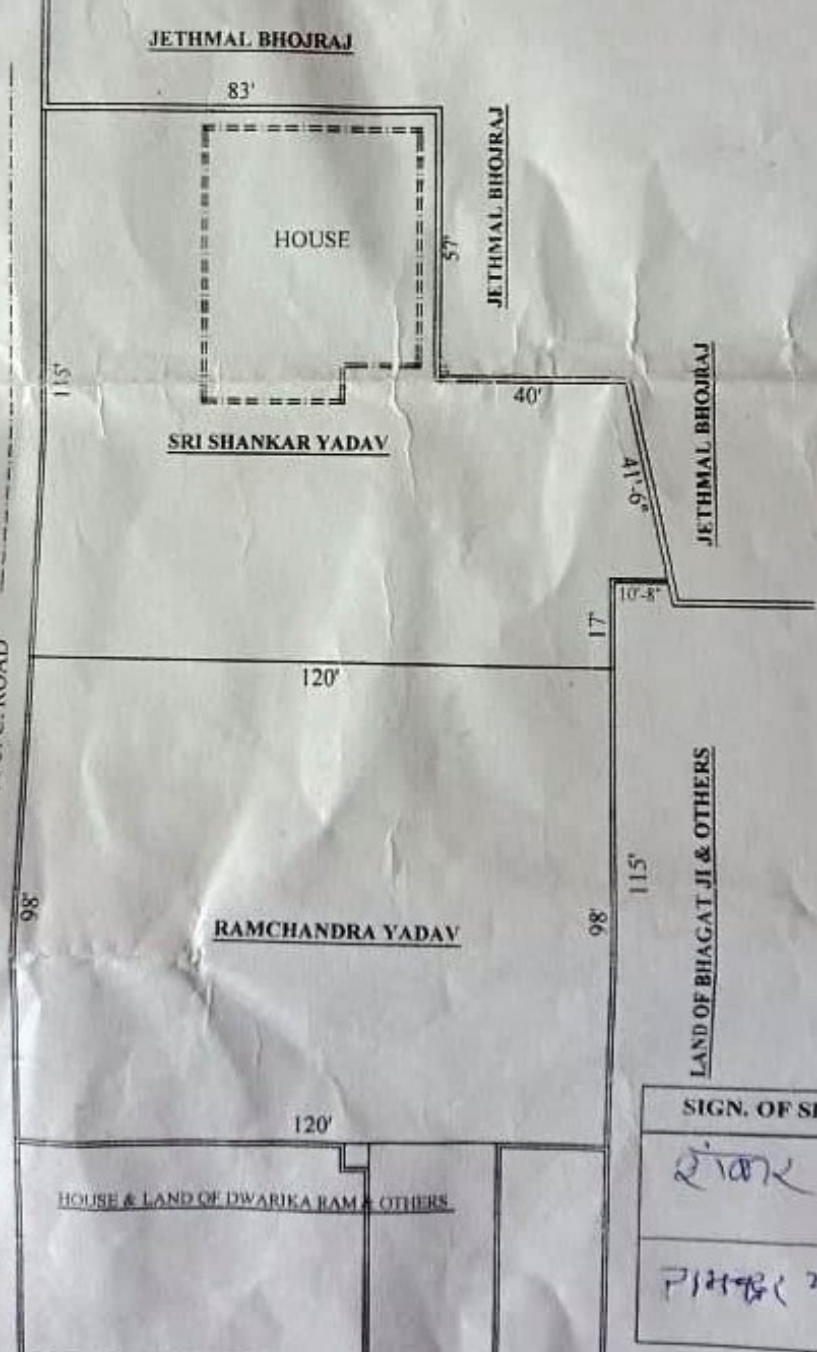 JETHMAL BHOJRAJ
83'
JETHMAL BHOJRAJ
HOUSE
57'
115'
40'
SRI SHANKAR YADAV
JETHMAL BHOJRAJ
41'-6"
10'-8"
17'
120'
ROAD
98'
RAMCHANDRA YADAV
98'
115'
LAND OF BHAGAT JI & OTHERS
120'
HOUSE & LAND OF DWARIKA RAM & OTHERS
SIGN. OF
शंकर